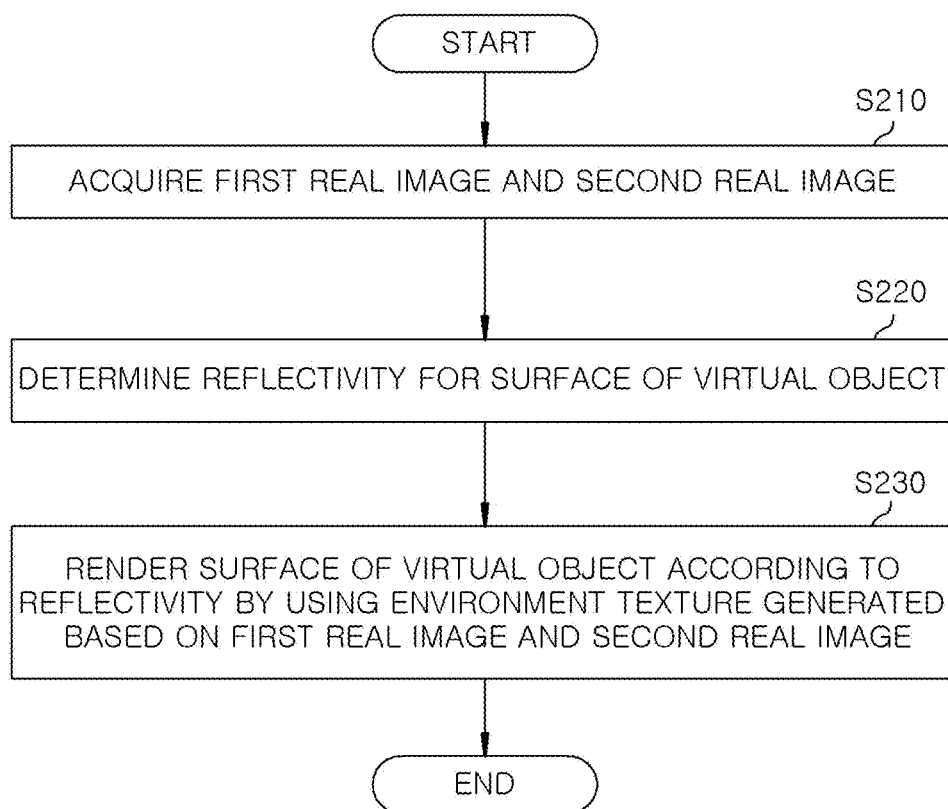 START
S210
ACQUIRE FIRST REAL IMAGE AND SECOND REAL IMAGE
S220
DETERMINE REFLECTIVITY FOR SURFACE OF VIRTUAL OBJECT
S230
RENDER SURFACE OF VIRTUAL OBJECT ACCORDING TO
REFLECTIVITY BY USING ENVIRONMENT TEXTURE GENERATED
BASED ON FIRST REAL IMAGE AND SECOND REAL IMAGE
END